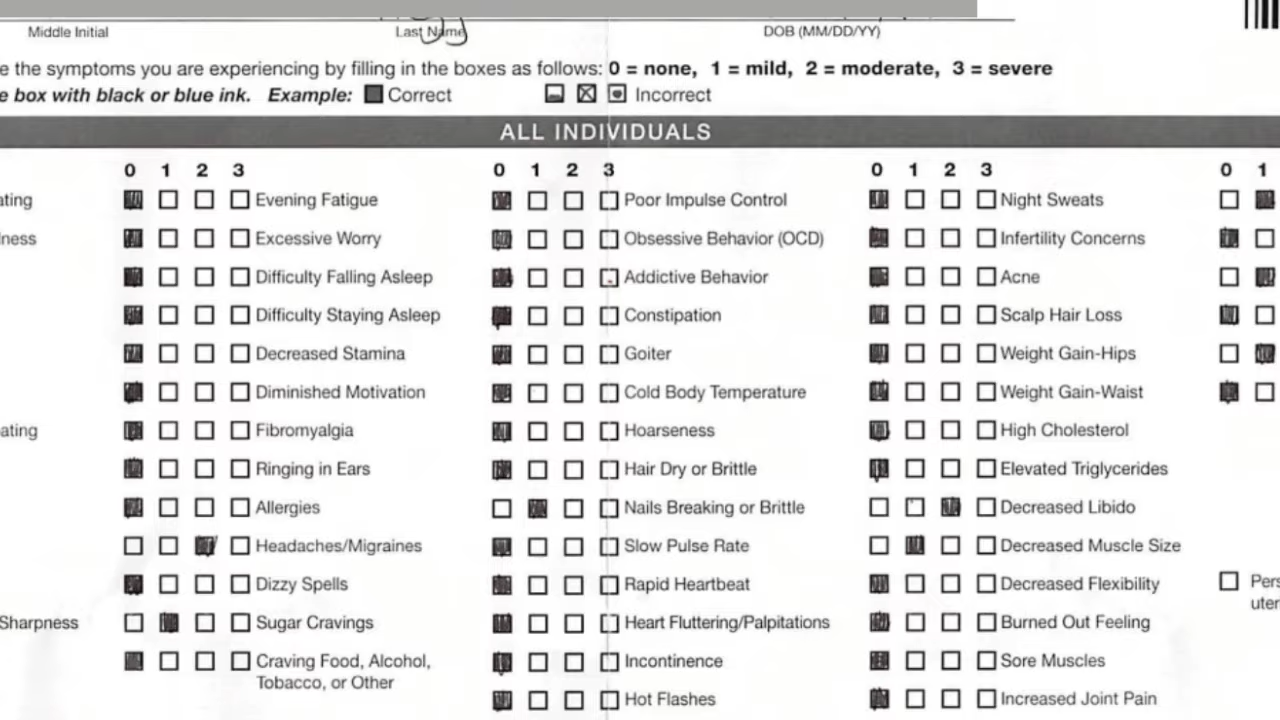 Middle Initial Last Name DOB (MM/DD/YY)
e the symptoms you are experiencing by filling in the boxes as follows: 0 = none, 1 = mild, 2 = moderate, 3 = severe
e box with black or blue ink. Example: Correct Incorrect
ALL INDIVIDUALS
0 1 2 3 0 1 2 3 0 1 2 3 0 1
ating Evening Fatigue Poor Impulse Control Night Sweats
lness Excessive Worry Obsessive Behavior (OCD) Infertility Concerns
Difficulty Falling Asleep Addictive Behavior Acne
Difficulty Staying Asleep Constipation Scalp Hair Loss
Decreased Stamina Goiter Weight Gain-Hips
Diminished Motivation Cold Body Temperature Weight Gain-Waist
ating Fibromyalgia Hoarseness High Cholesterol
Ringing in Ears Hair Dry or Brittle Elevated Triglycerides
Allergies Nails Breaking or Brittle Decreased Libido
Headaches/Migraines Slow Pulse Rate Decreased Muscle Size
Dizzy Spells Rapid Heartbeat Decreased Flexibility Pers
uter
Sharpness Sugar Cravings Heart Fluttering/Palpitations Burned Out Feeling
Craving Food, Alcohol, Incontinence Sore Muscles
Tobacco, or Other
Hot Flashes Increased Joint Pain